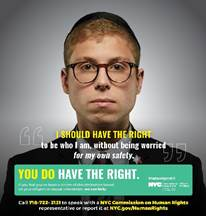 I SHOULD HAVE THE RIGHT
to be who I am, without being worried
for my own safety.
YOU DO HAVE THE RIGHT.
NYC
Call 718-722-3131 to speak with a NYC Commission on Human Rights
representative or report it at NYC.gov/HumanRights